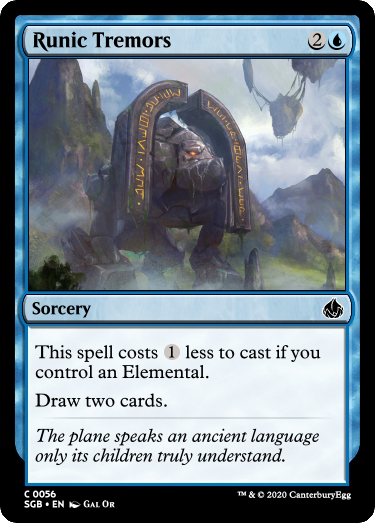 Runic Tremors 2
Sorcery
This spell costs 1 less to cast if you
control an Elemental.
Draw two cards.
The plane speaks an ancient language
only its children truly understand.
C 0056
SGB • EN Gal Or
™ & © 2020 CanterburyEgg